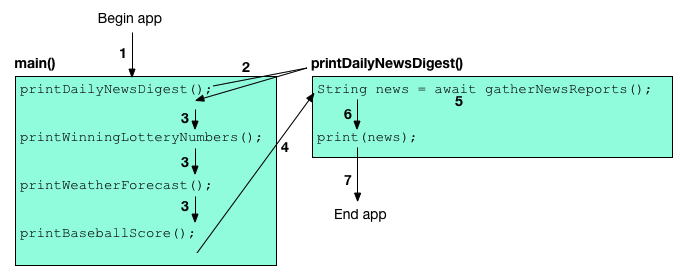 Begin app
1
main()
2
printDailyNewsDigest()
printDailyNewsDigest();
String news = await gatherNewsReports();
5
3
6
printWinningLotteryNumbers();
print(news);
4
3
7
printWeatherForecast();
3
End app
printBaseballScore();